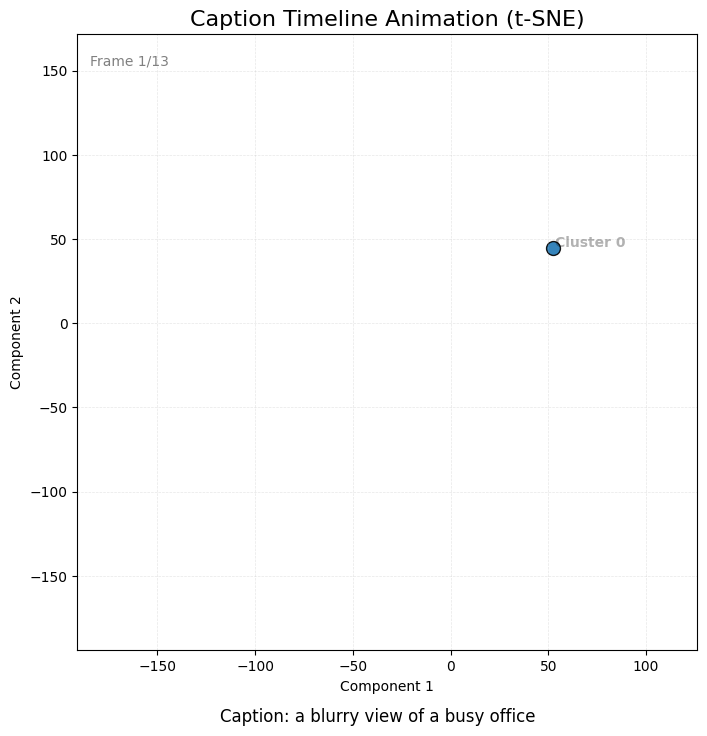 Caption Timeline Animation (t-SNE)
Frame 1/13
150
100
50
0
−50
−100
−150
Component 2
Cluster 0
−150
−100
−50
0
50
100
Component 1
Caption: a blurry view of a busy office